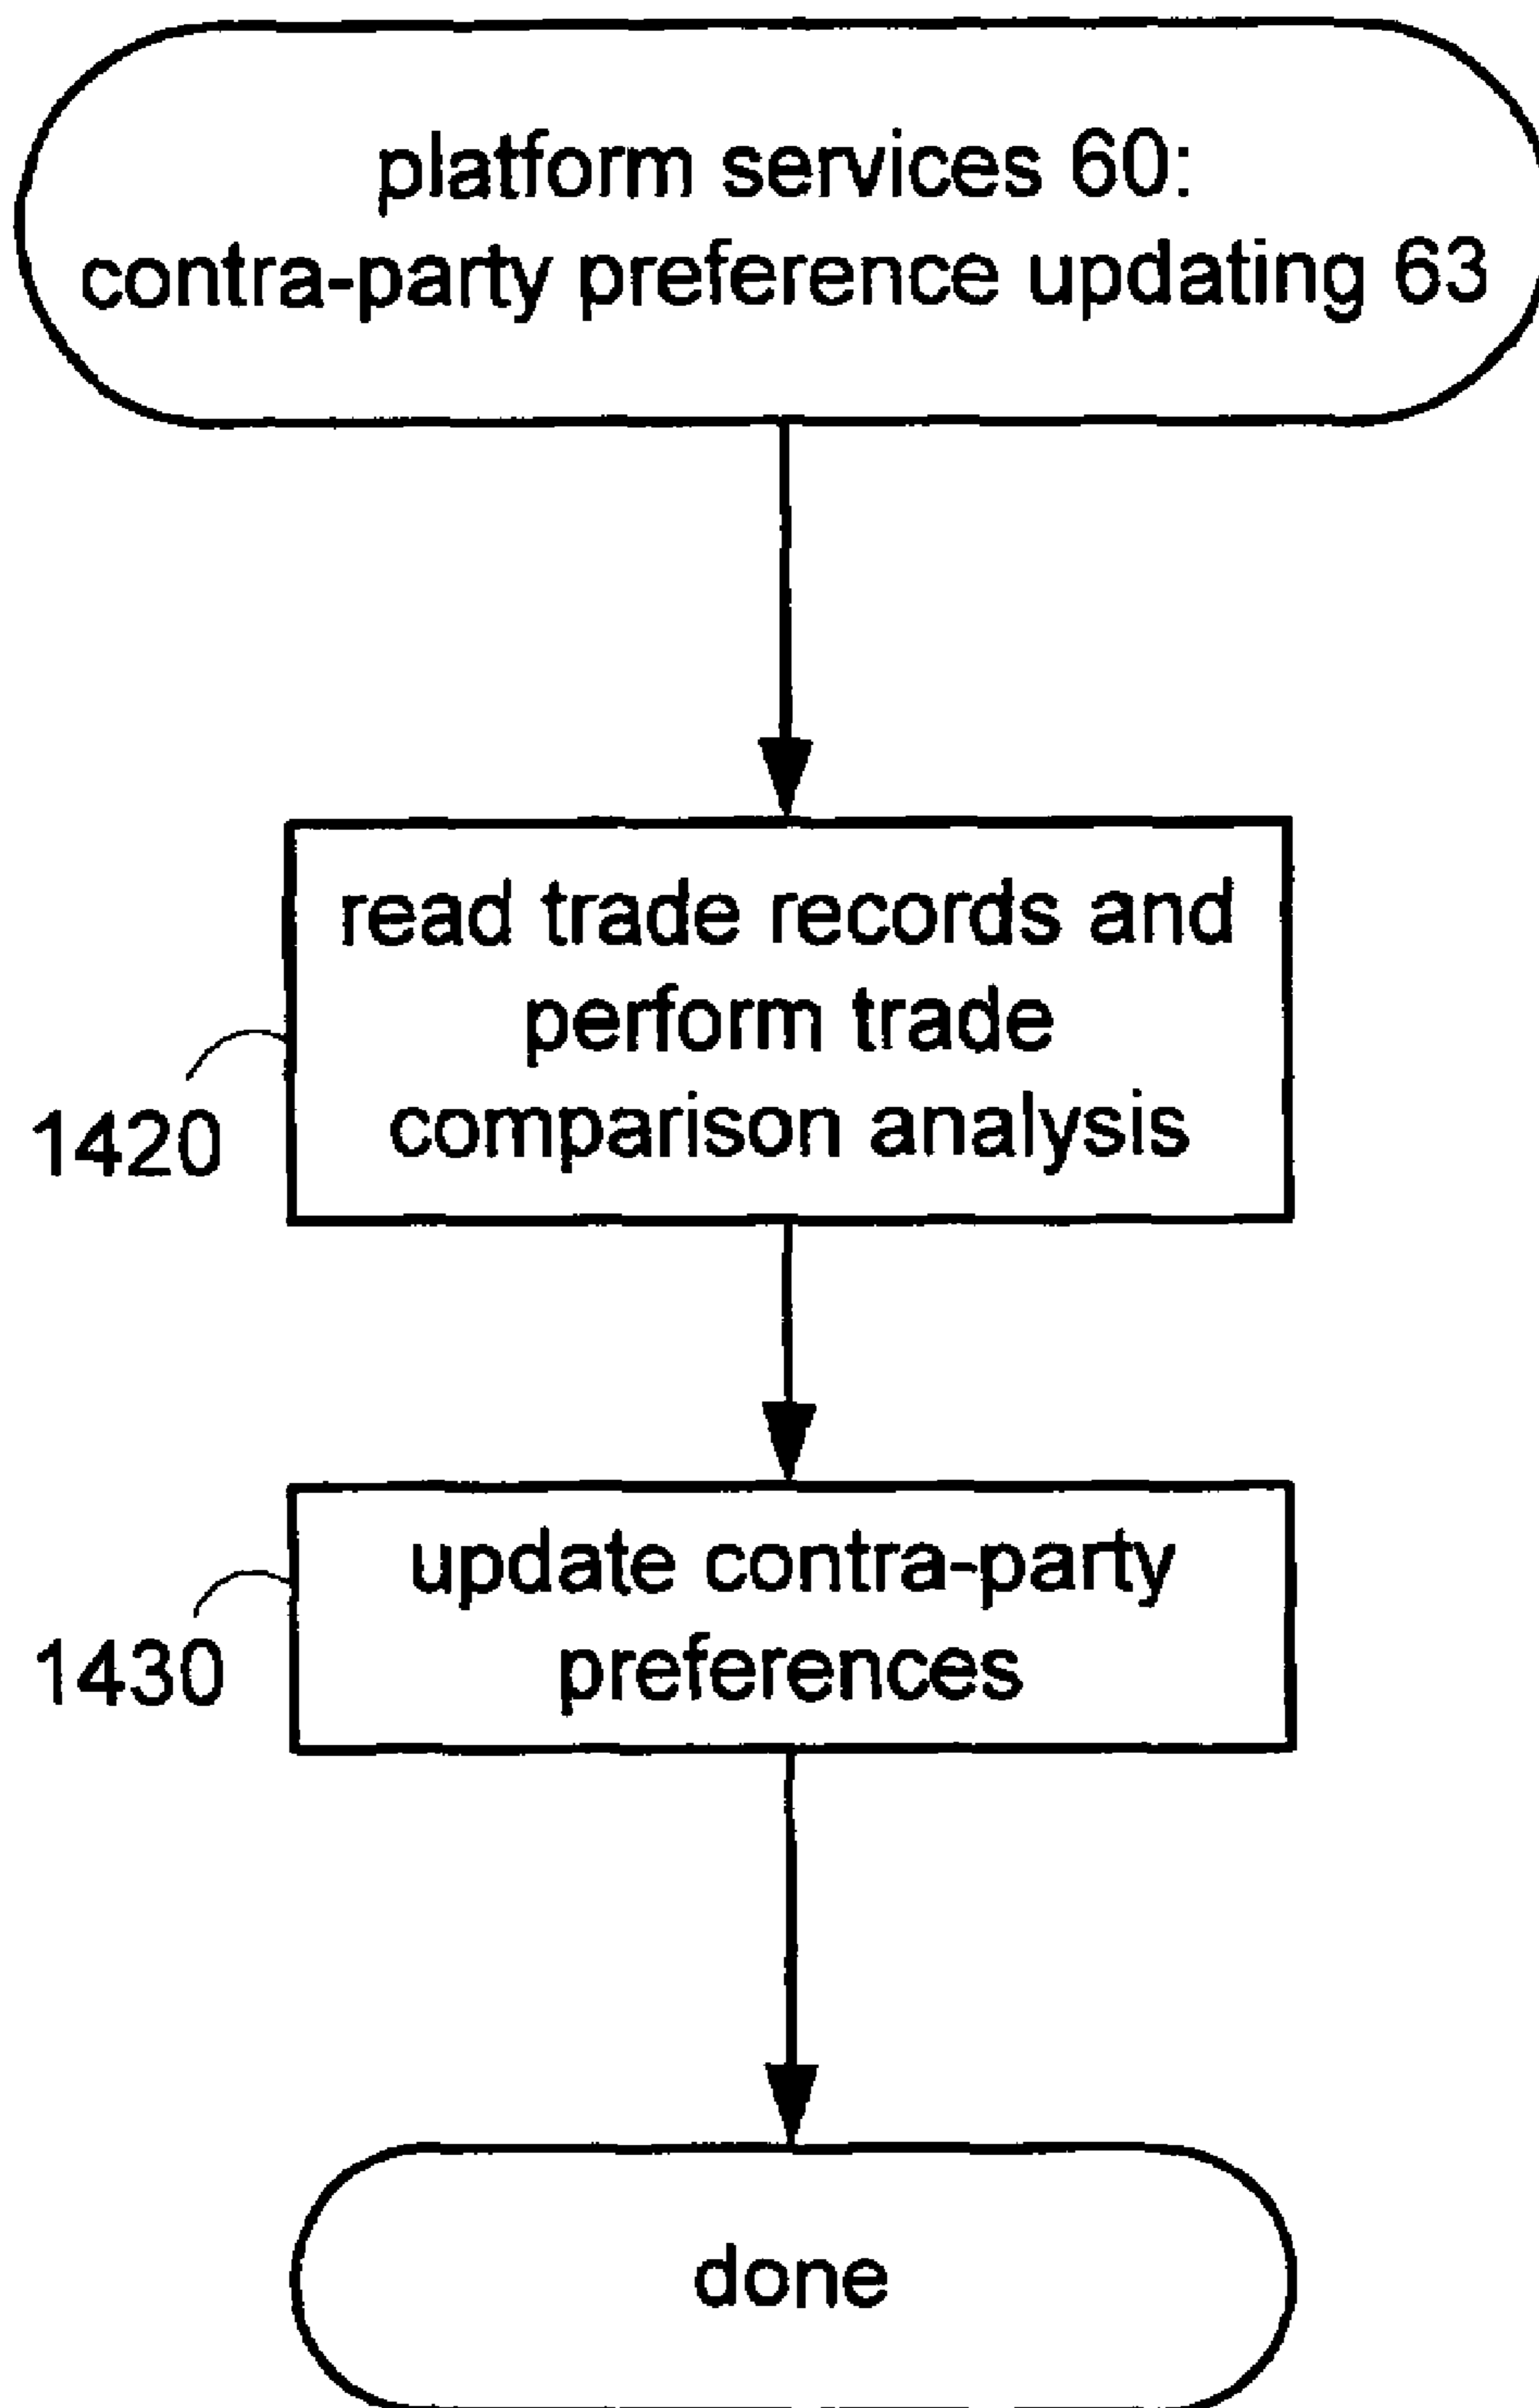 platform services 60:
contra-party preference updating 63
read trade records and
perform trade
comparison analysis
1420
update contra-party
preferences
1430
done